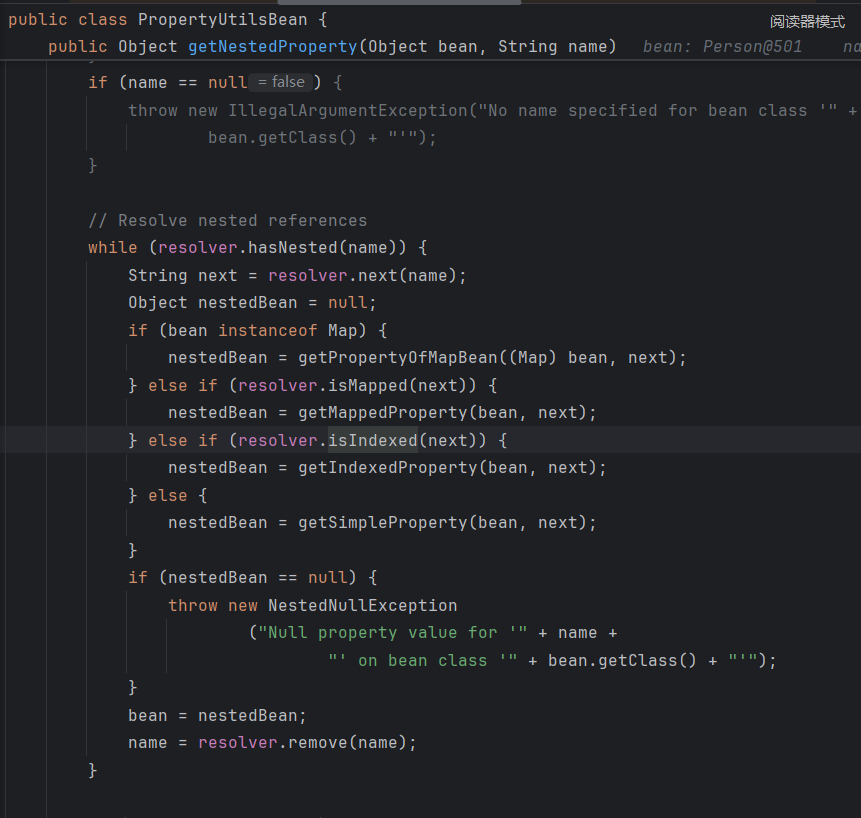 public class PropertyUtilsBean {
阅读器模式
    public Object getNestedProperty(Object bean, String name)   bean: Person@501    na
        if (name == null = false ) {
            throw new IllegalArgumentException("No name specified for bean class '" +
                    bean.getClass() + "'");
        }
        // Resolve nested references
        while (resolver.hasNested(name)) {
            String next = resolver.next(name);
            Object nestedBean = null;
            if (bean instanceof Map) {
                nestedBean = getPropertyOfMapBean((Map) bean, next);
            } else if (resolver.isMapped(next)) {
                nestedBean = getMappedProperty(bean, next);
            } else if (resolver.isIndexed(next)) {
                nestedBean = getIndexedProperty(bean, next);
            } else {
                nestedBean = getSimpleProperty(bean, next);
            }
            if (nestedBean == null) {
                throw new NestedNullException
                        ("Null property value for '" + name +
                                "' on bean class '" + bean.getClass() + "'");
            }
            bean = nestedBean;
            name = resolver.remove(name);
        }